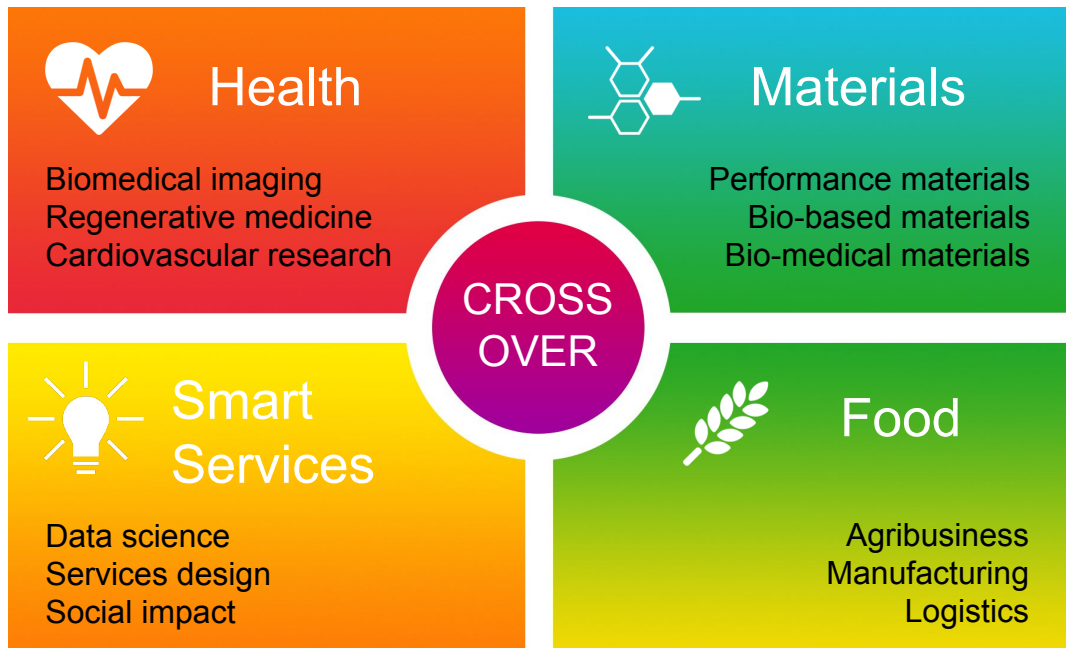 Health
Biomedical imaging
Regenerative medicine
Cardiovascular research
Materials
Performance materials
Bio-based materials
Bio-medical materials
CROSS
OVER
Smart
Services
Data science
Services design
Social impact
Food
Agribusiness
Manufacturing
Logistics